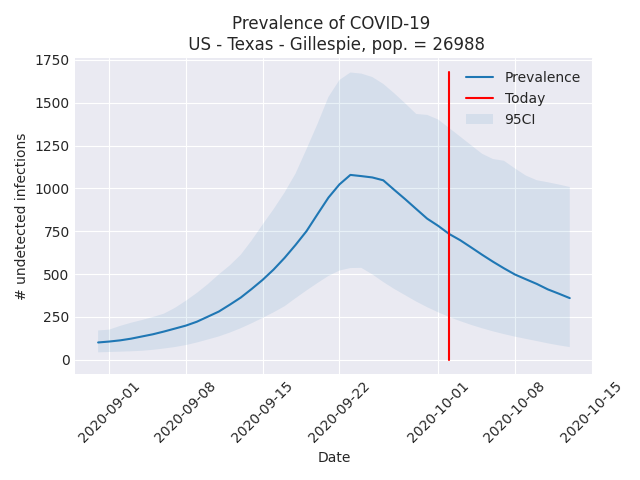 Prevalence of COVID-19
US - Texas - Gillespie, pop. = 26988
# undetected infections
1750
1500
1250
1000
750
500
250
0
Prevalence
Today
95CI
2020-09-01
2020-09-08
2020-09-15
2020-09-22
2020-10-01
2020-10-08
2020-10-15
Date